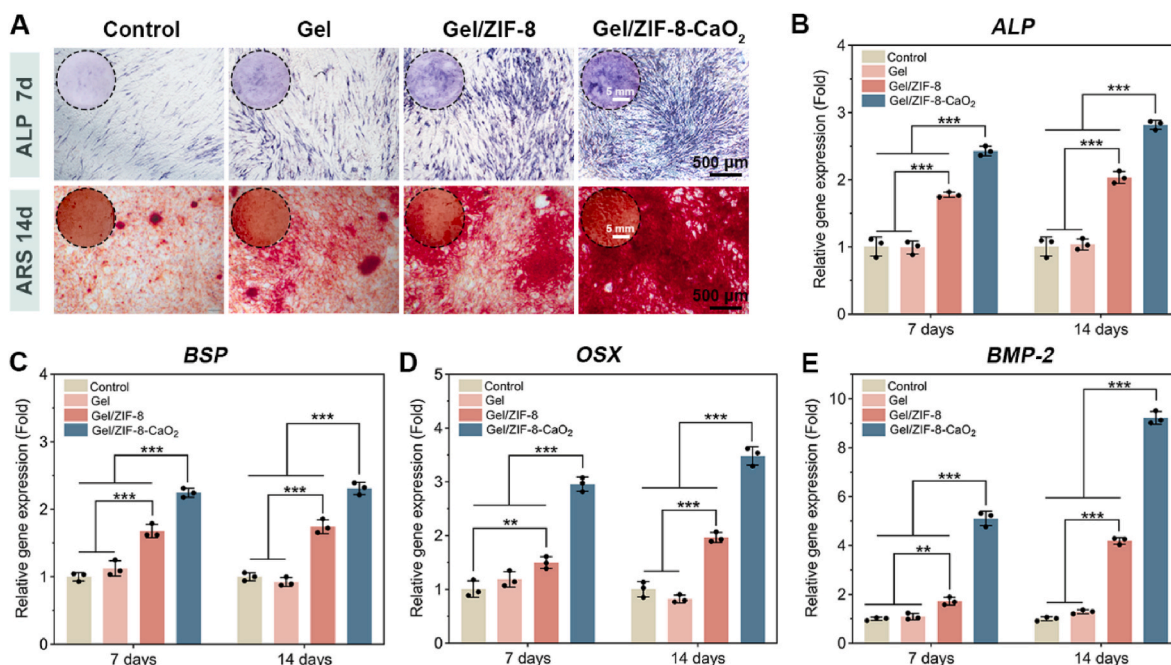 A
Control
Gel
Gel/ZIF-8
Gel/ZIF-8-CaO₂
ALP 7d
5 mm
500 µm
ARS 14d
5 mm
500 µm
B
ALP
Relative gene expression (Fold)
4
3
2
1
0
Control
Gel
Gel/ZIF-8
Gel/ZIF-8-CaO₂
***
***
***
***
7 days
14 days
C
BSP
Relative gene expression (Fold)
4
3
2
1
0
Control
Gel
Gel/ZIF-8
Gel/ZIF-8-CaO₂
***
***
***
***
7 days
14 days
D
OSX
Relative gene expression (Fold)
5
4
3
2
1
0
Control
Gel
Gel/ZIF-8
Gel/ZIF-8-CaO₂
***
**
***
***
7 days
14 days
E
BMP-2
Relative gene expression (Fold)
10
8
6
4
2
0
Control
Gel
Gel/ZIF-8
Gel/ZIF-8-CaO₂
***
**
***
***
7 days
14 days